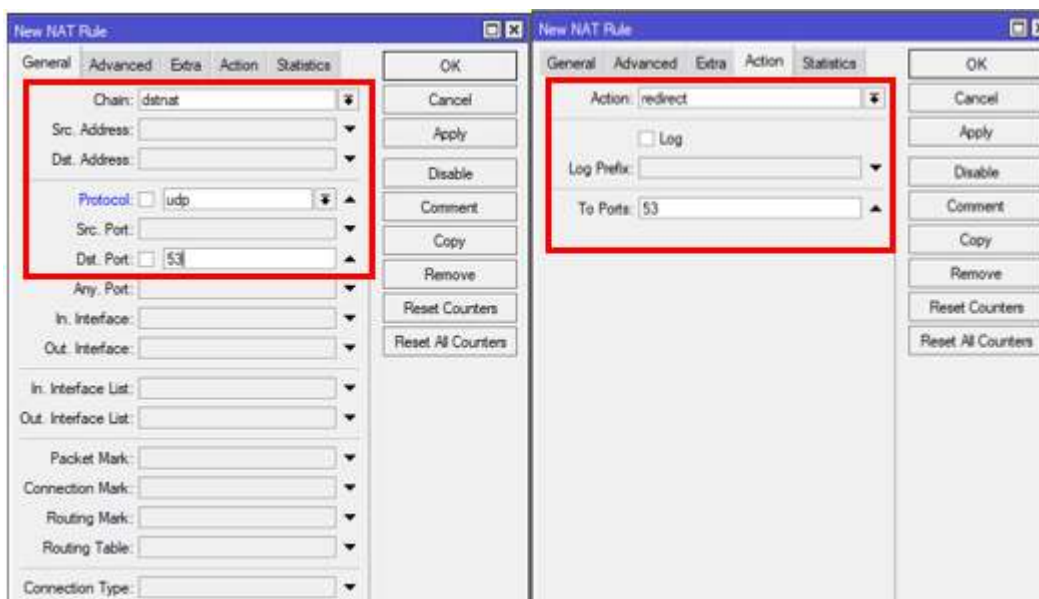 New NAT Rule
General Advanced Extra Action Statistics
Chain: dstnat
Src. Address:
Dst. Address:
Protocol: udp
Src. Port:
Dst. Port: 53
Any. Port:
In. Interface:
Out. Interface:
In. Interface List:
Out. Interface List:
Packet Mark:
Connection Mark:
Routing Mark:
Routing Table:
Connection Type:
OK
Cancel
Apply
Disable
Comment
Copy
Remove
Reset Counters
Reset All Counters
New NAT Rule
General Advanced Extra Action Statistics
Action: redirect
Log
Log Prefix:
To Ports: 53
OK
Cancel
Apply
Disable
Comment
Copy
Remove
Reset Counters
Reset All Counters